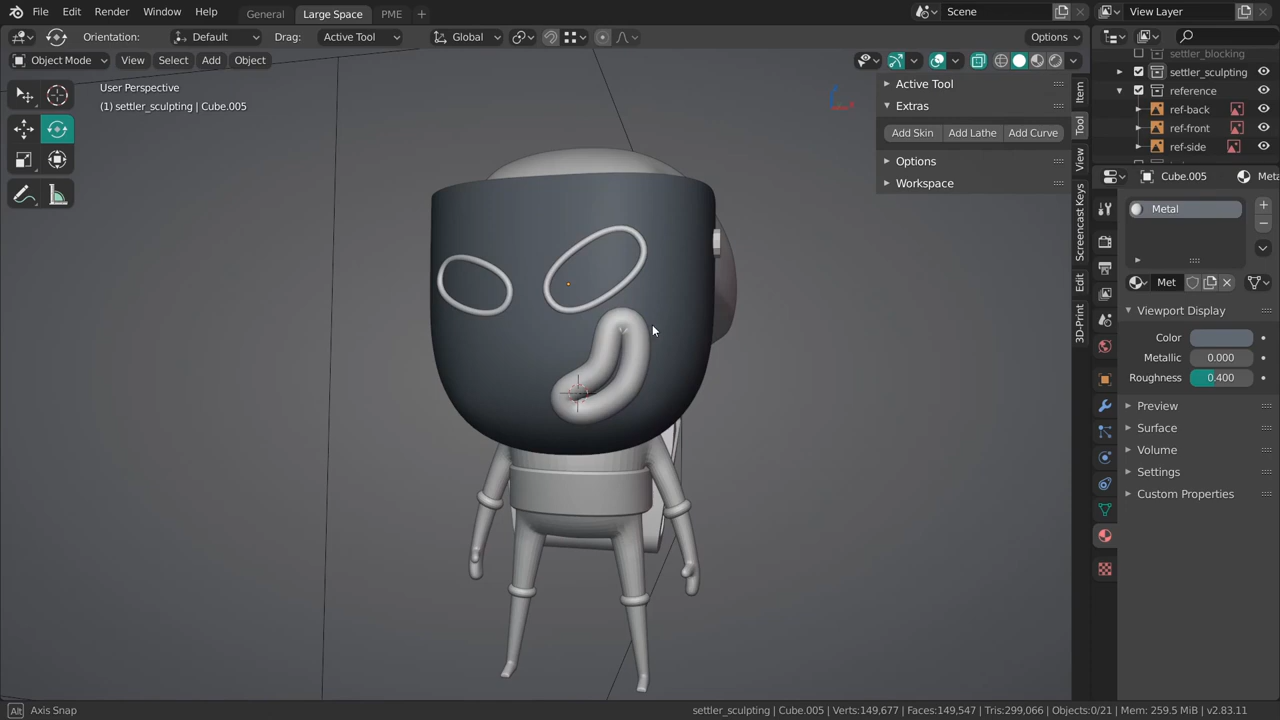 File Edit Render Window Help General Large Space PME + Scene View Layer
Orientation: Default Drag: Active Tool Global Options
Object Mode View Select Add Object
User Perspective
(1) settler_sculpting | Cube.005
Active Tool
Extras
Add Skin Add Lathe Add Curve
Options
Workspace
Item
Tool
View
Screencast Keys
Edit
3D-Print
settler_blocking
settler_sculpting
reference
ref-back
ref-front
ref-side
Cube.005 Meta
Metal
Met
Viewport Display
Color
Metallic 0.000
Roughness 0.400
Preview
Surface
Volume
Settings
Custom Properties
Alt Axis Snap
settler_sculpting | Cube.005 | Verts:149,677 | Faces:149,547 | Tris:299,066 | Objects:0/21 | Mem: 259.5 MiB | v2.83.11